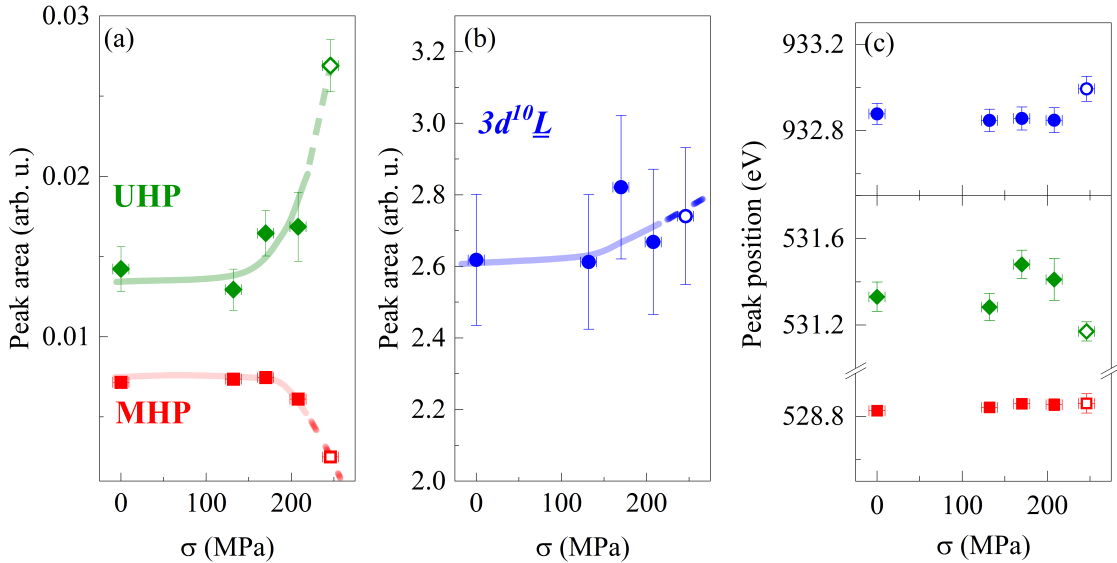 (a)
0.03
0.02
0.01
Peak area (arb. u.)
UHP
MHP
0
100
200
σ (MPa)
(b)
3.2
3.0
2.8
2.6
2.4
2.2
2.0
Peak area (arb. u.)
3d¹⁰L̲
0
100
200
σ (MPa)
(c)
933.2
932.8
531.6
531.2
528.8
Peak position (eV)
0
100
200
σ (MPa)